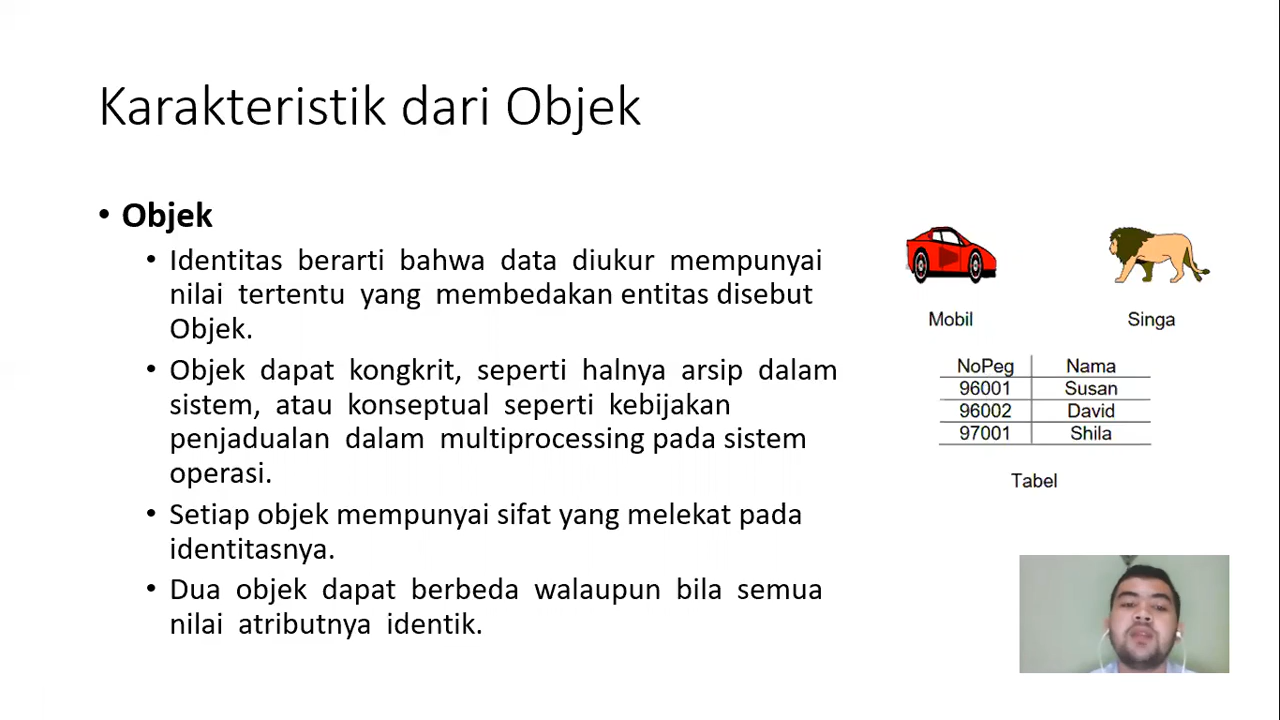 Karakteristik dari Objek
• Objek
• Identitas berarti bahwa data diukur mempunyai
nilai tertentu yang membedakan entitas disebut
Objek.
• Objek dapat kongkrit, seperti halnya arsip dalam
sistem, atau konseptual seperti kebijakan
penjadualan dalam multiprocessing pada sistem
operasi.
• Setiap objek mempunyai sifat yang melekat pada
identitasnya.
• Dua objek dapat berbeda walaupun bila semua
nilai atributnya identik.
Mobil Singa
NoPeg Nama
96001 Susan
96002 David
97001 Shila
Tabel